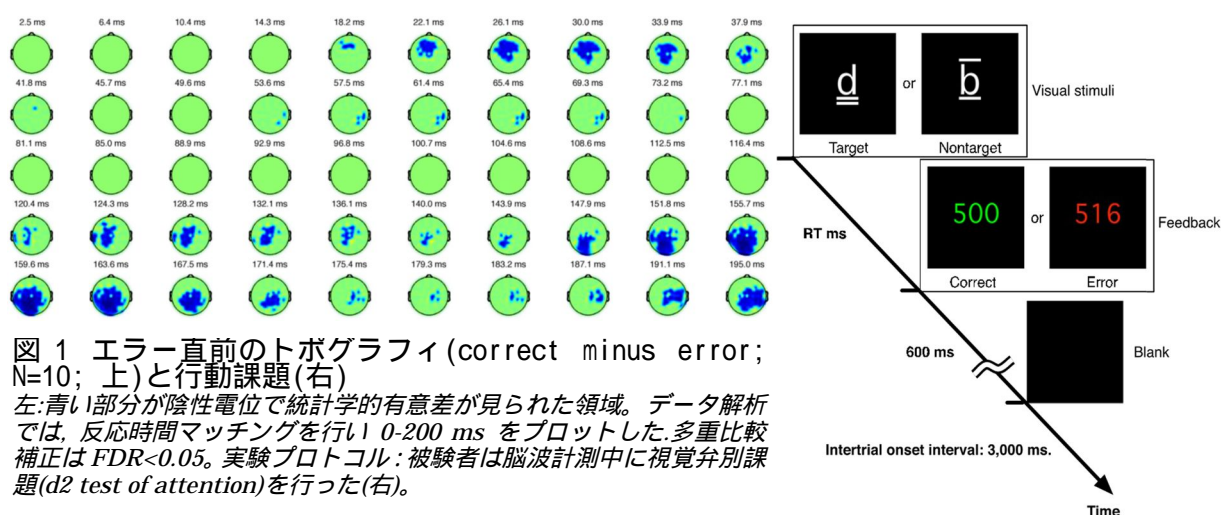 2.5 ms 6.4 ms 10.4 ms 14.3 ms 18.2 ms 22.1 ms 26.1 ms 30.0 ms 33.9 ms 37.9 ms
41.8 ms 45.7 ms 49.6 ms 53.6 ms 57.5 ms 61.4 ms 65.4 ms 69.3 ms 73.2 ms 77.1 ms
81.1 ms 85.0 ms 88.9 ms 92.9 ms 96.8 ms 100.7 ms 104.6 ms 108.6 ms 112.5 ms 116.4 ms
120.4 ms 124.3 ms 128.2 ms 132.1 ms 136.1 ms 140.0 ms 143.9 ms 147.9 ms 151.8 ms 155.7 ms
159.6 ms 163.6 ms 167.5 ms 171.4 ms 175.4 ms 179.3 ms 183.2 ms 187.1 ms 191.1 ms 195.0 ms
図 1 エラー直前のトポグラフィ(correct minus error;
N=10; 上)と行動課題(右)
左:青い部分が陰性電位で統計学的有意差が見られた領域。データ解析
では, 反応時間マッチングを行い 0-200 ms をプロットした.多重比較
補正は FDR<0.05。実験プロトコル : 被験者は脳波計測中に視覚弁別課
題(d2 test of attention)を行った(右)。
d or b Visual stimuli
Target Nontarget
RT ms
500 or 516 Feedback
Correct Error
600 ms
Blank
Intertrial onset interval: 3,000 ms.
Time